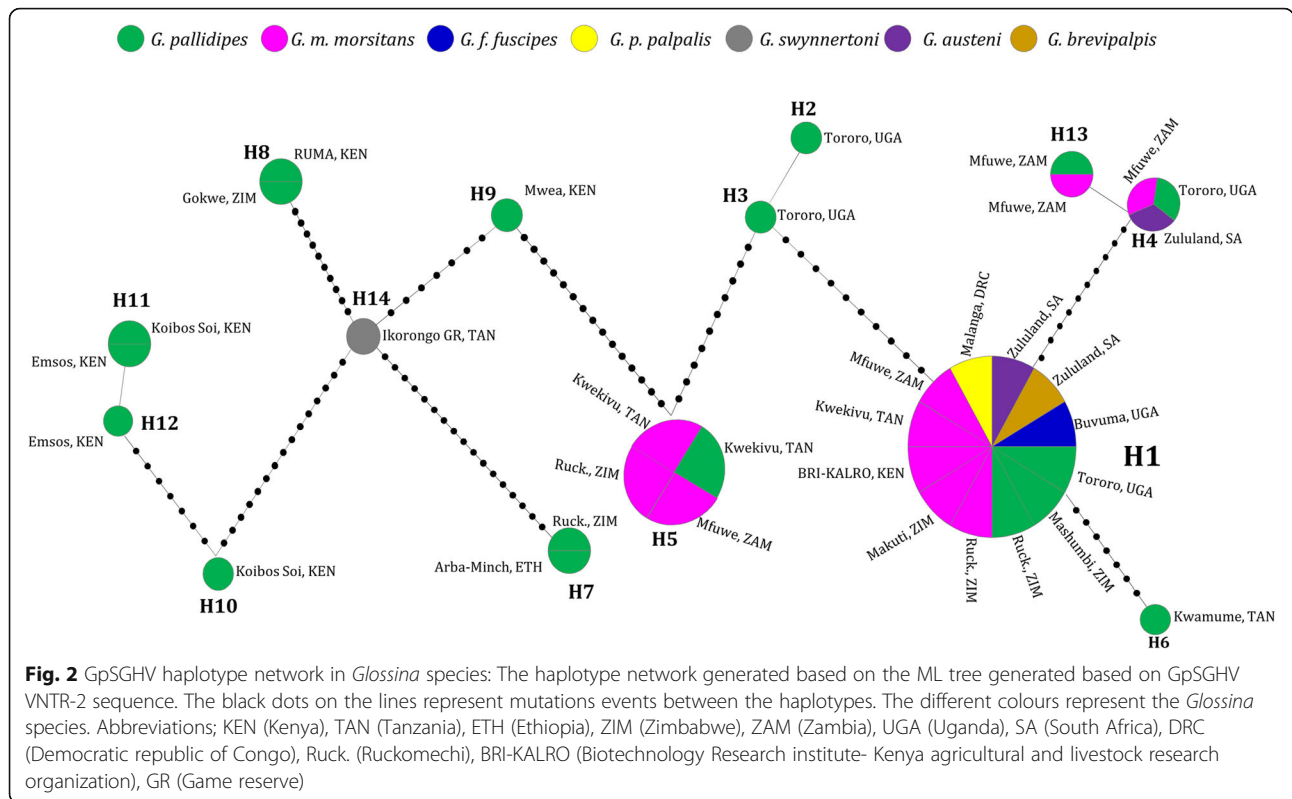 G. pallidipes G. m. morsitans G. f. fuscipes G. p. palpalis G. swynnertoni G. austeni G. brevipalpis
H2
Tororo, UGA
H13
Mfuwe, ZAM
Mfuwe, ZAM
Mfuwe, ZAM
Tororo, UGA
H4
Zululand, SA
H8
RUMA, KEN
Gokwe, ZIM
H9
Mwea, KEN
H3
Tororo, UGA
H14
Ikorongo GR, TAN
H11
Koibos Soi, KEN
Emsos, KEN
Emsos, KEN
H12
Koibos Soi, KEN
H10
Ruck., ZIM
Arba-Minch, ETH
H7
Kwekivu, TAN
Kwekivu, TAN
Ruck., ZIM
Mfuwe, ZAM
H5
Malanga, DRC
Zululand, SA
Zululand, SA
Mfuwe, ZAM
Buvuma, UGA
Kwekivu, TAN
H1
BRI-KALRO, KEN
Tororo, UGA
Makuti, ZIM
Mashumbi, ZIM
Ruck., ZIM
Ruck., ZIM
Kwamume, TAN
H6
Fig. 2 GpSGHV haplotype network in Glossina species: The haplotype network generated based on the ML tree generated based on GpSGHV
VNTR-2 sequence. The black dots on the lines represent mutations events between the haplotypes. The different colours represent the Glossina
species. Abbreviations; KEN (Kenya), TAN (Tanzania), ETH (Ethiopia), ZIM (Zimbabwe), ZAM (Zambia), UGA (Uganda), SA (South Africa), DRC
(Democratic republic of Congo), Ruck. (Ruckomechi), BRI-KALRO (Biotechnology Research institute- Kenya agricultural and livestock research
organization), GR (Game reserve)